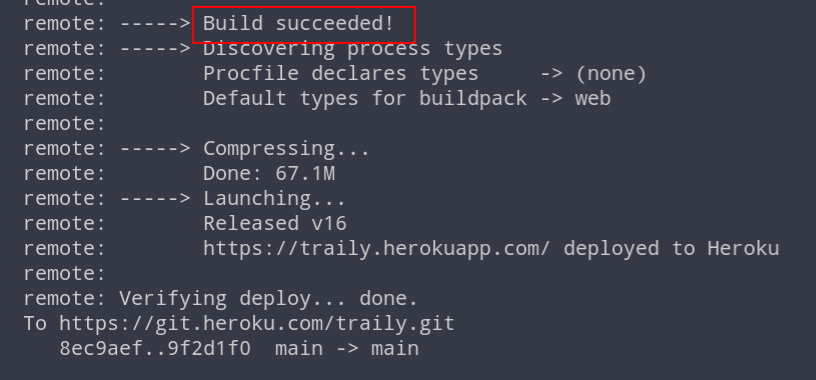 remote:
remote: -----> Build succeeded!
remote: -----> Discovering process types
remote:        Procfile declares types     -> (none)
remote:        Default types for buildpack -> web
remote:
remote: -----> Compressing...
remote:        Done: 67.1M
remote: -----> Launching...
remote:        Released v16
remote:        https://traily.herokuapp.com/ deployed to Heroku
remote:
remote: Verifying deploy... done.
To https://git.heroku.com/traily.git
   8ec9aef..9f2d1f0  main -> main